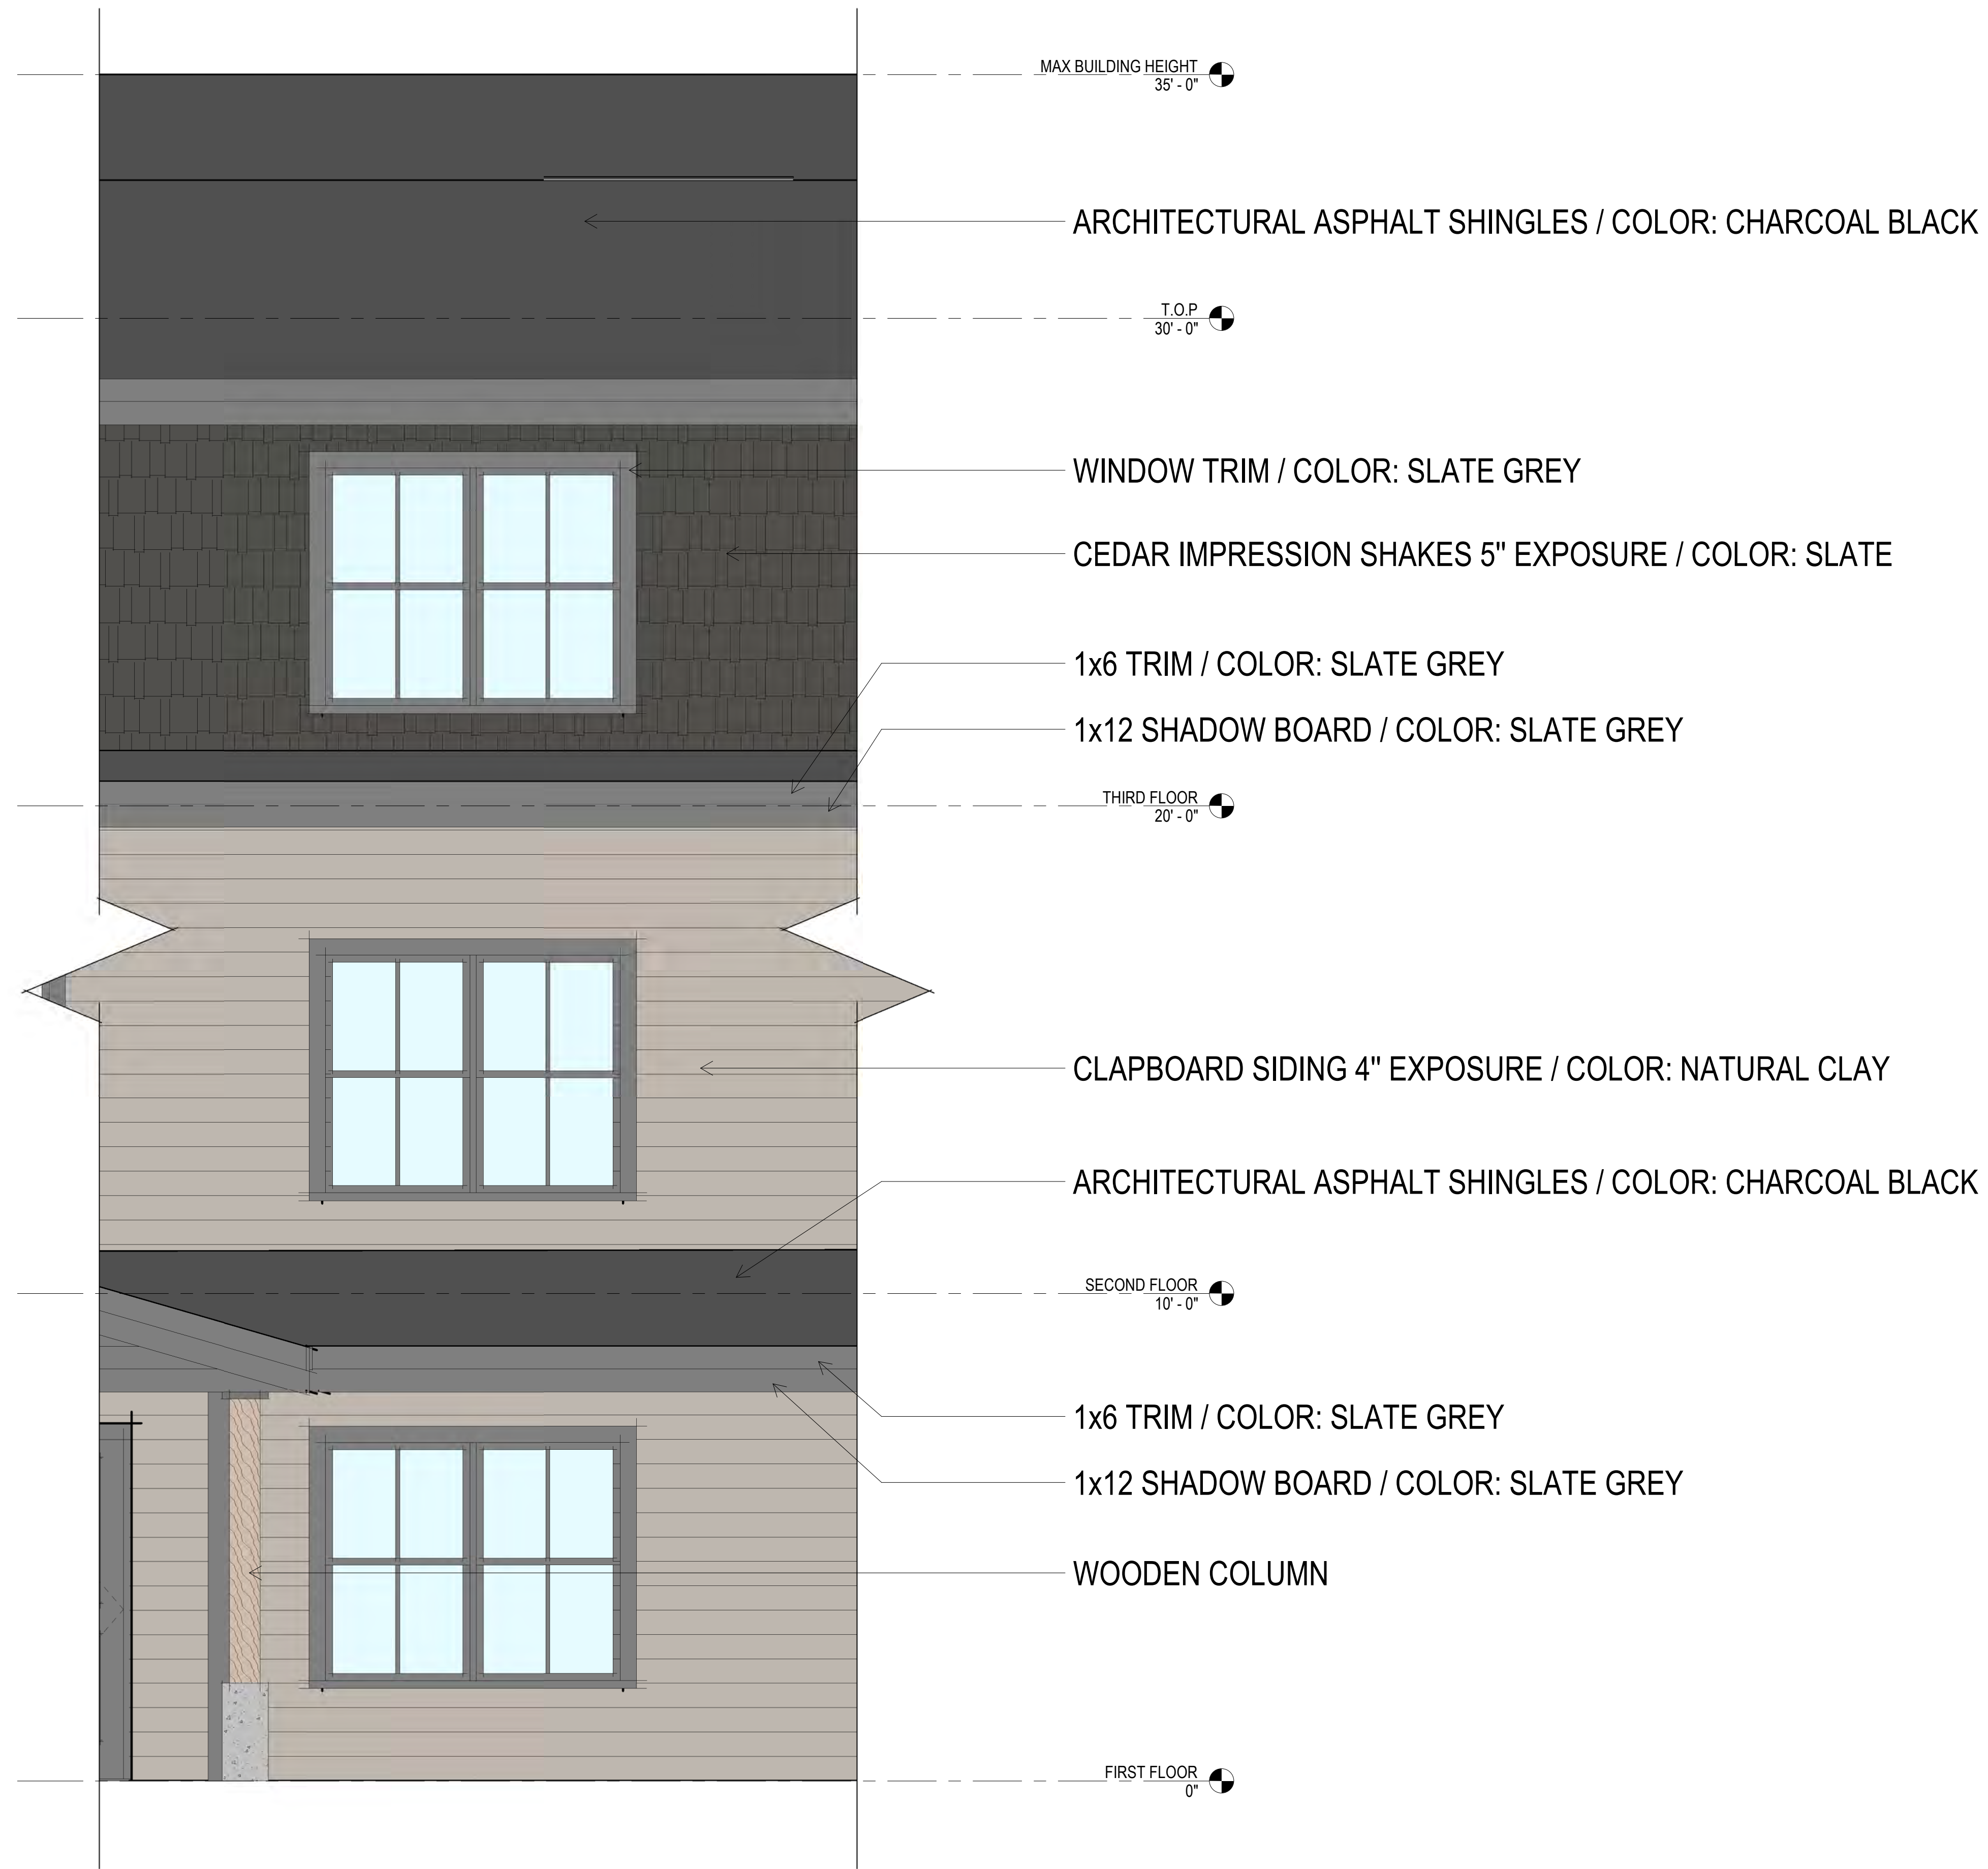 MAX BUILDING HEIGHT
35' - 0"
ARCHITECTURAL ASPHALT SHINGLES / COLOR: CHARCOAL BLACK
T.O.P
30' - 0"
WINDOW TRIM / COLOR: SLATE GREY
CEDAR IMPRESSION SHAKES 5" EXPOSURE / COLOR: SLATE
1x6 TRIM / COLOR: SLATE GREY
1x12 SHADOW BOARD / COLOR: SLATE GREY
THIRD FLOOR
20' - 0"
CLAPBOARD SIDING 4" EXPOSURE / COLOR: NATURAL CLAY
ARCHITECTURAL ASPHALT SHINGLES / COLOR: CHARCOAL BLACK
SECOND FLOOR
10' - 0"
1x6 TRIM / COLOR: SLATE GREY
1x12 SHADOW BOARD / COLOR: SLATE GREY
WOODEN COLUMN
FIRST FLOOR
0"